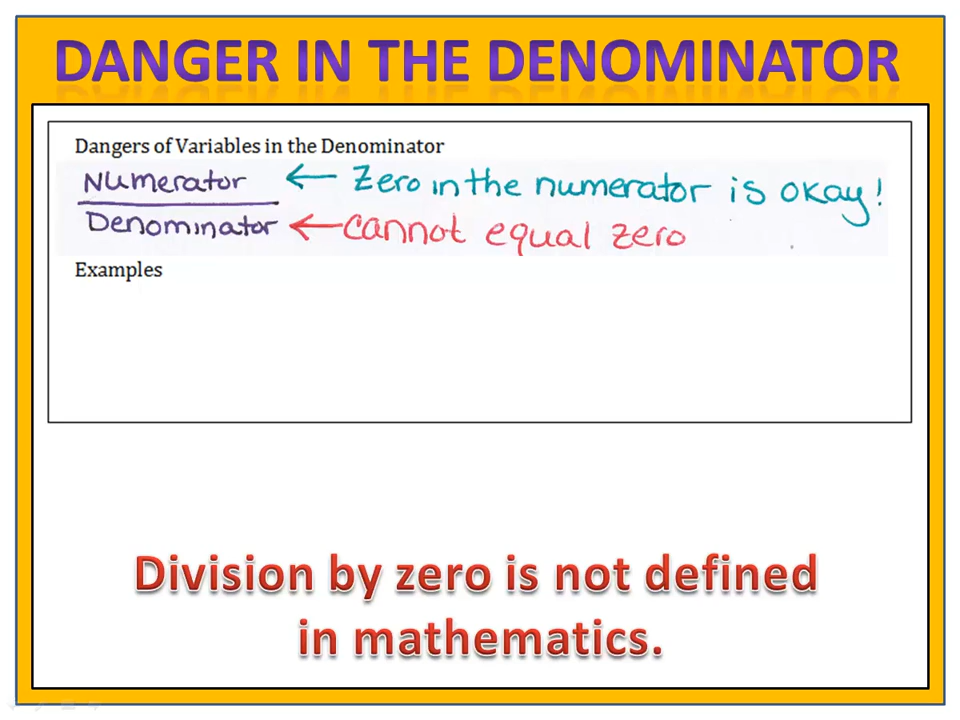 DANGER IN THE DENOMINATOR
Dangers of Variables in the Denominator
Numerator ← Zero in the numerator is okay!
Denominator ← cannot equal zero
Examples
Division by zero is not defined
in mathematics.